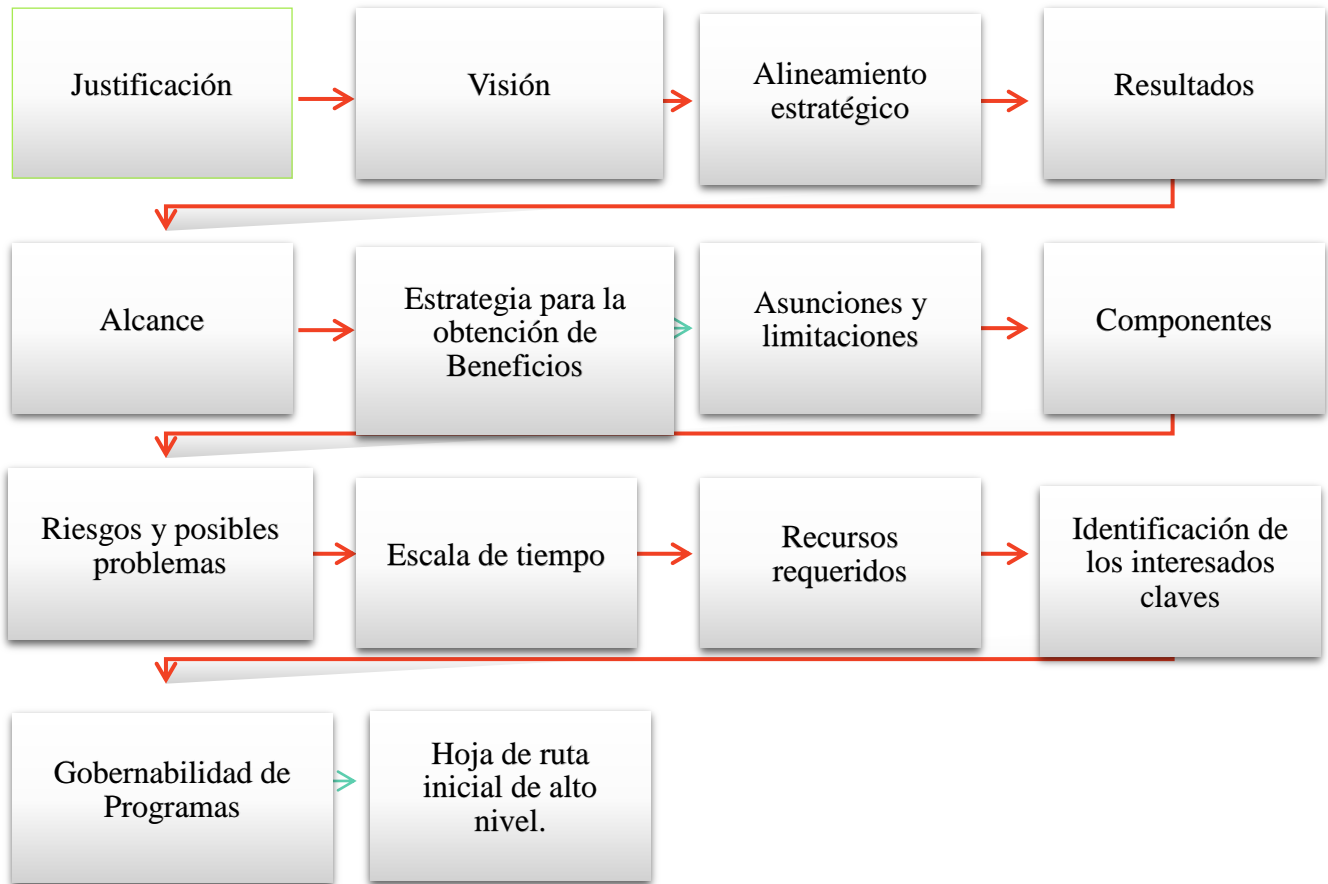 Justificación
Visión
Alineamiento
estratégico
Resultados
Alcance
Estrategia para la
obtención de
Beneficios
Asunciones y
limitaciones
Componentes
Riesgos y posibles
problemas
Escala de tiempo
Recursos
requeridos
Identificación de
los interesados
claves
Gobernabilidad de
Programas
Hoja de ruta
inicial de alto
nivel.